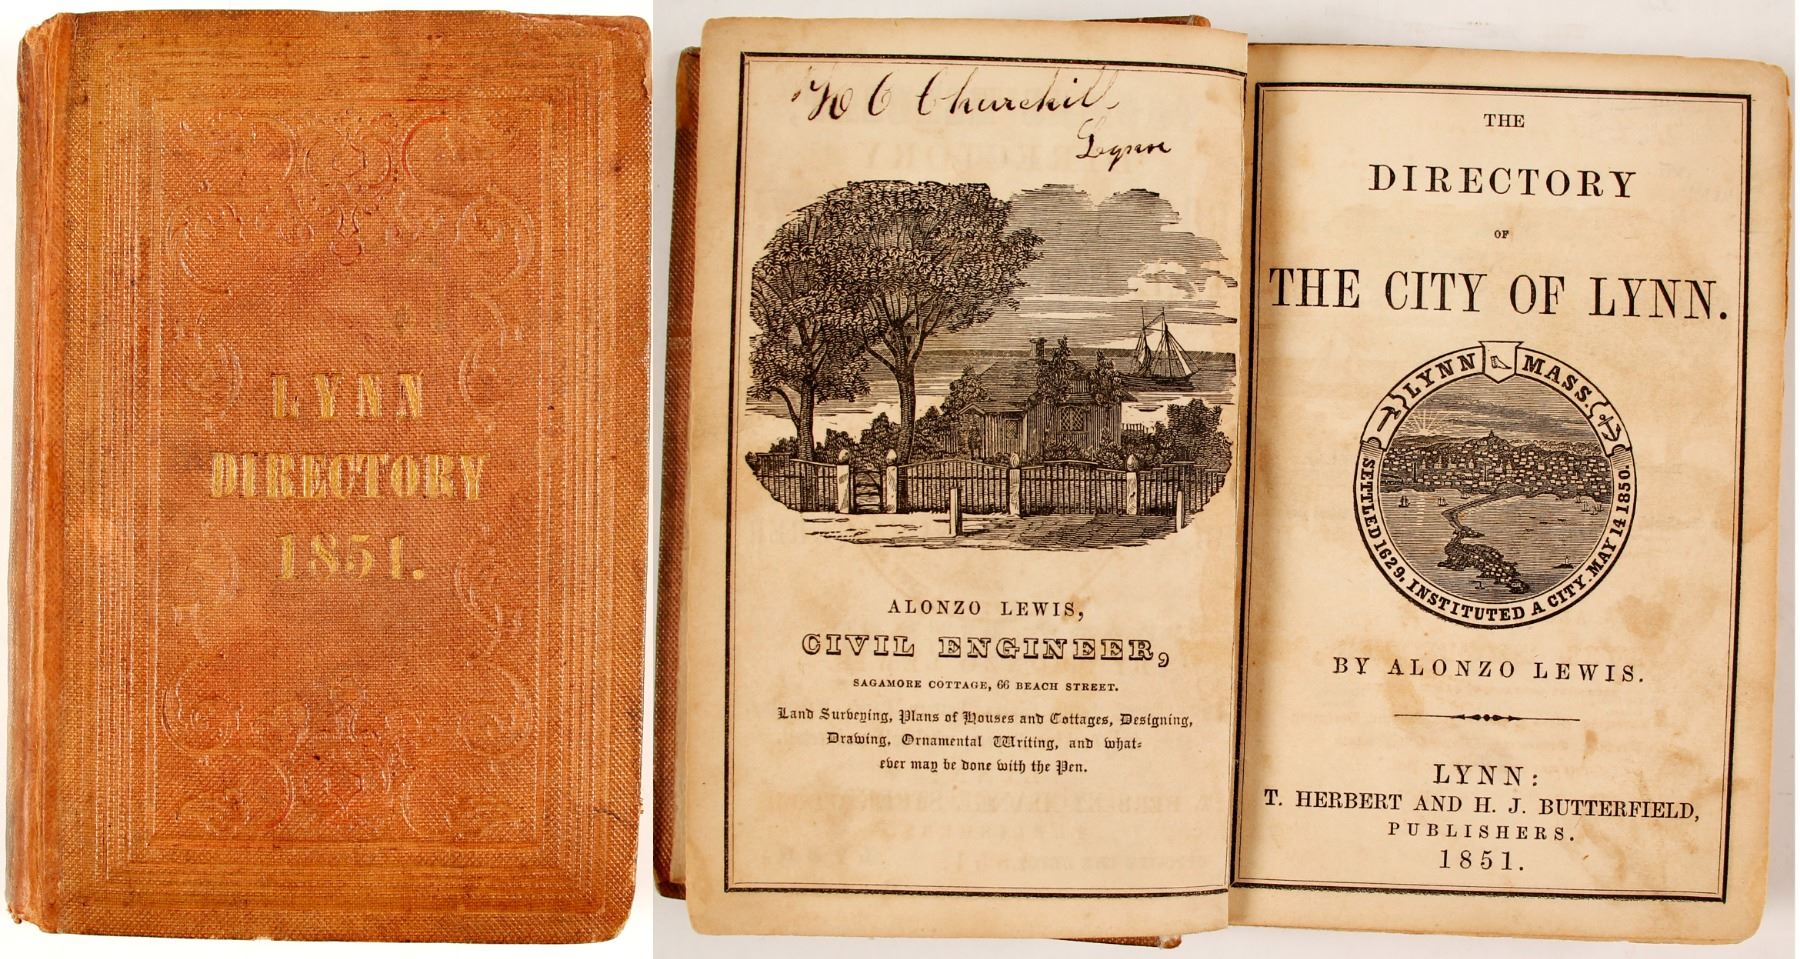 LYNN
DIRECTORY
1851.
W C Churchill
Lynn
ALONZO LEWIS,
CIVIL ENGINEER,
SAGAMORE COTTAGE, 66 BEACH STREET.
Land Surveying, Plans of Houses and Cottages, Designing,
Drawing, Ornamental Writing, and what-
ever may be done with the Pen.
THE
DIRECTORY
OF
THE CITY OF LYNN.
LYNN MASS.
SETTLED 1629, INSTITUTED A CITY. MAY 14 1850.
BY ALONZO LEWIS.
LYNN:
T. HERBERT AND H. J. BUTTERFIELD,
PUBLISHERS.
1851.